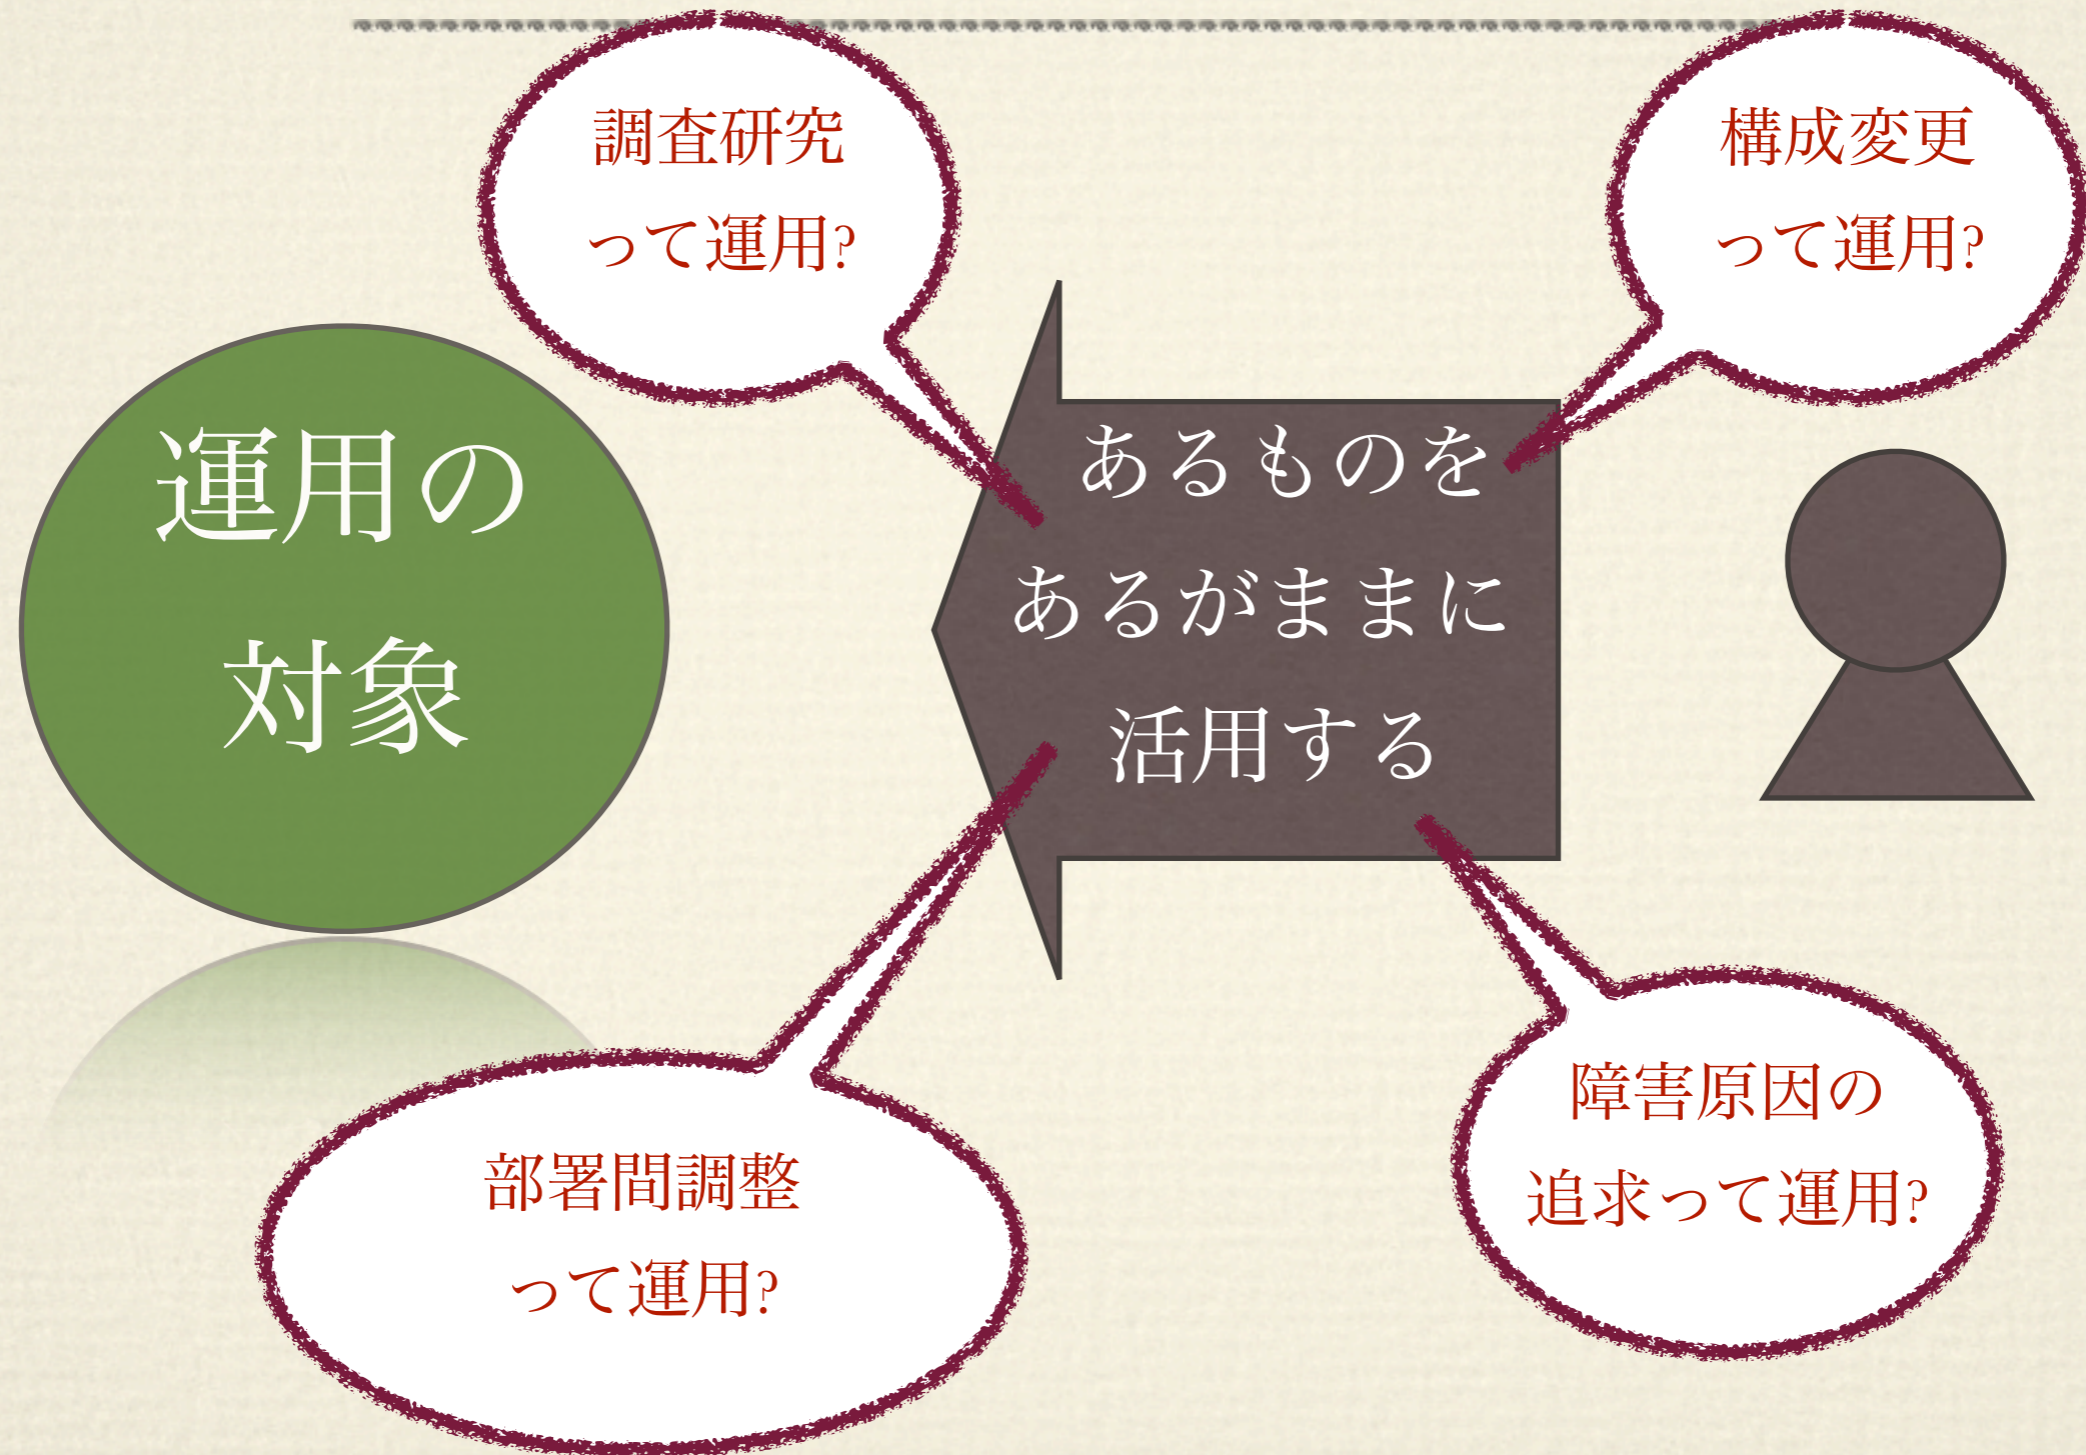 調査研究
って運用?
構成変更
って運用?
運用の
対象
あるものを
あるがままに
活用する
部署間調整
って運用?
障害原因の
追求って運用?